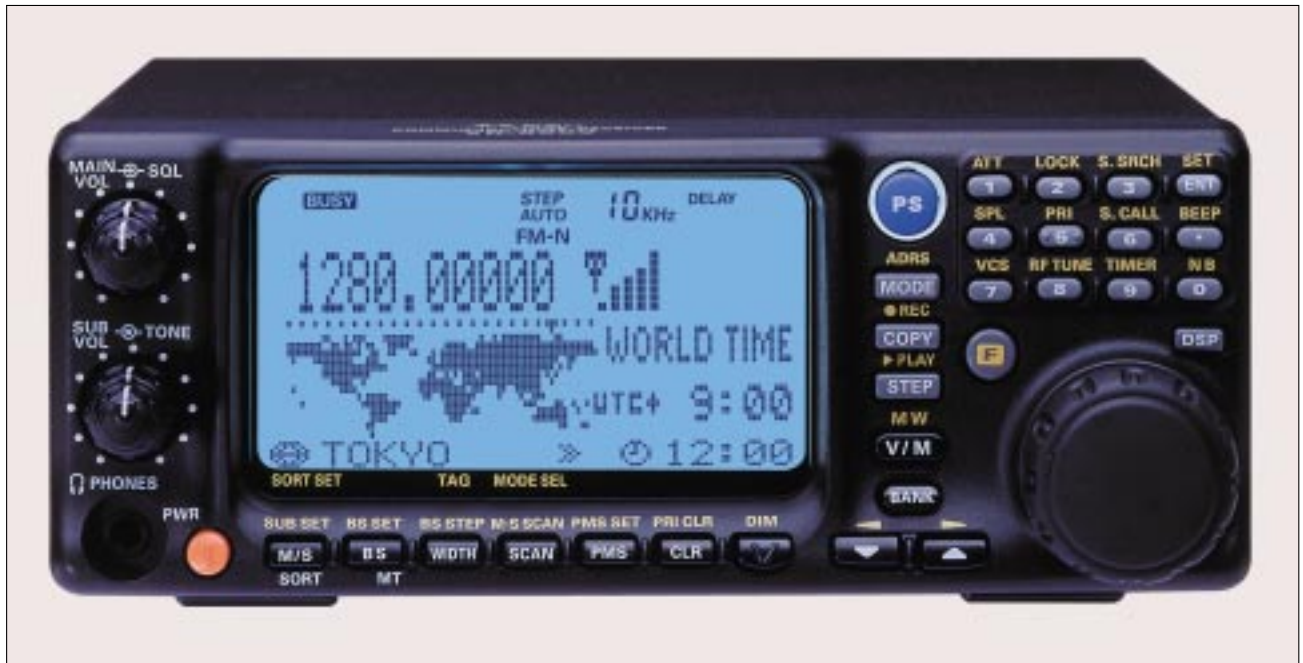 MAIN VOL SQL
SUB VOL TONE
PHONES
PWR
BUSY
STEP AUTO 10 KHz DELAY
FM-N
1280.00000
WORLD TIME
UTC+ 9:00
TOKYO » 12:00
SORT SET TAG MODE SEL
SUB SET BS SET BS STEP M-S SCAN PMS SET PRI CLR DIM
M/S BS WIDTH SCAN PMS CLR
SORT MT
PS
ADRS
MODE
REC
COPY
PLAY
STEP
MW
V/M
BANK
ATT LOCK S. SRCH SET
1 2 3 ENT
SPL PRI S. CALL BEEP
4 5 6 •
VCS RF TUNE TIMER NB
7 8 9 0
F
DSP